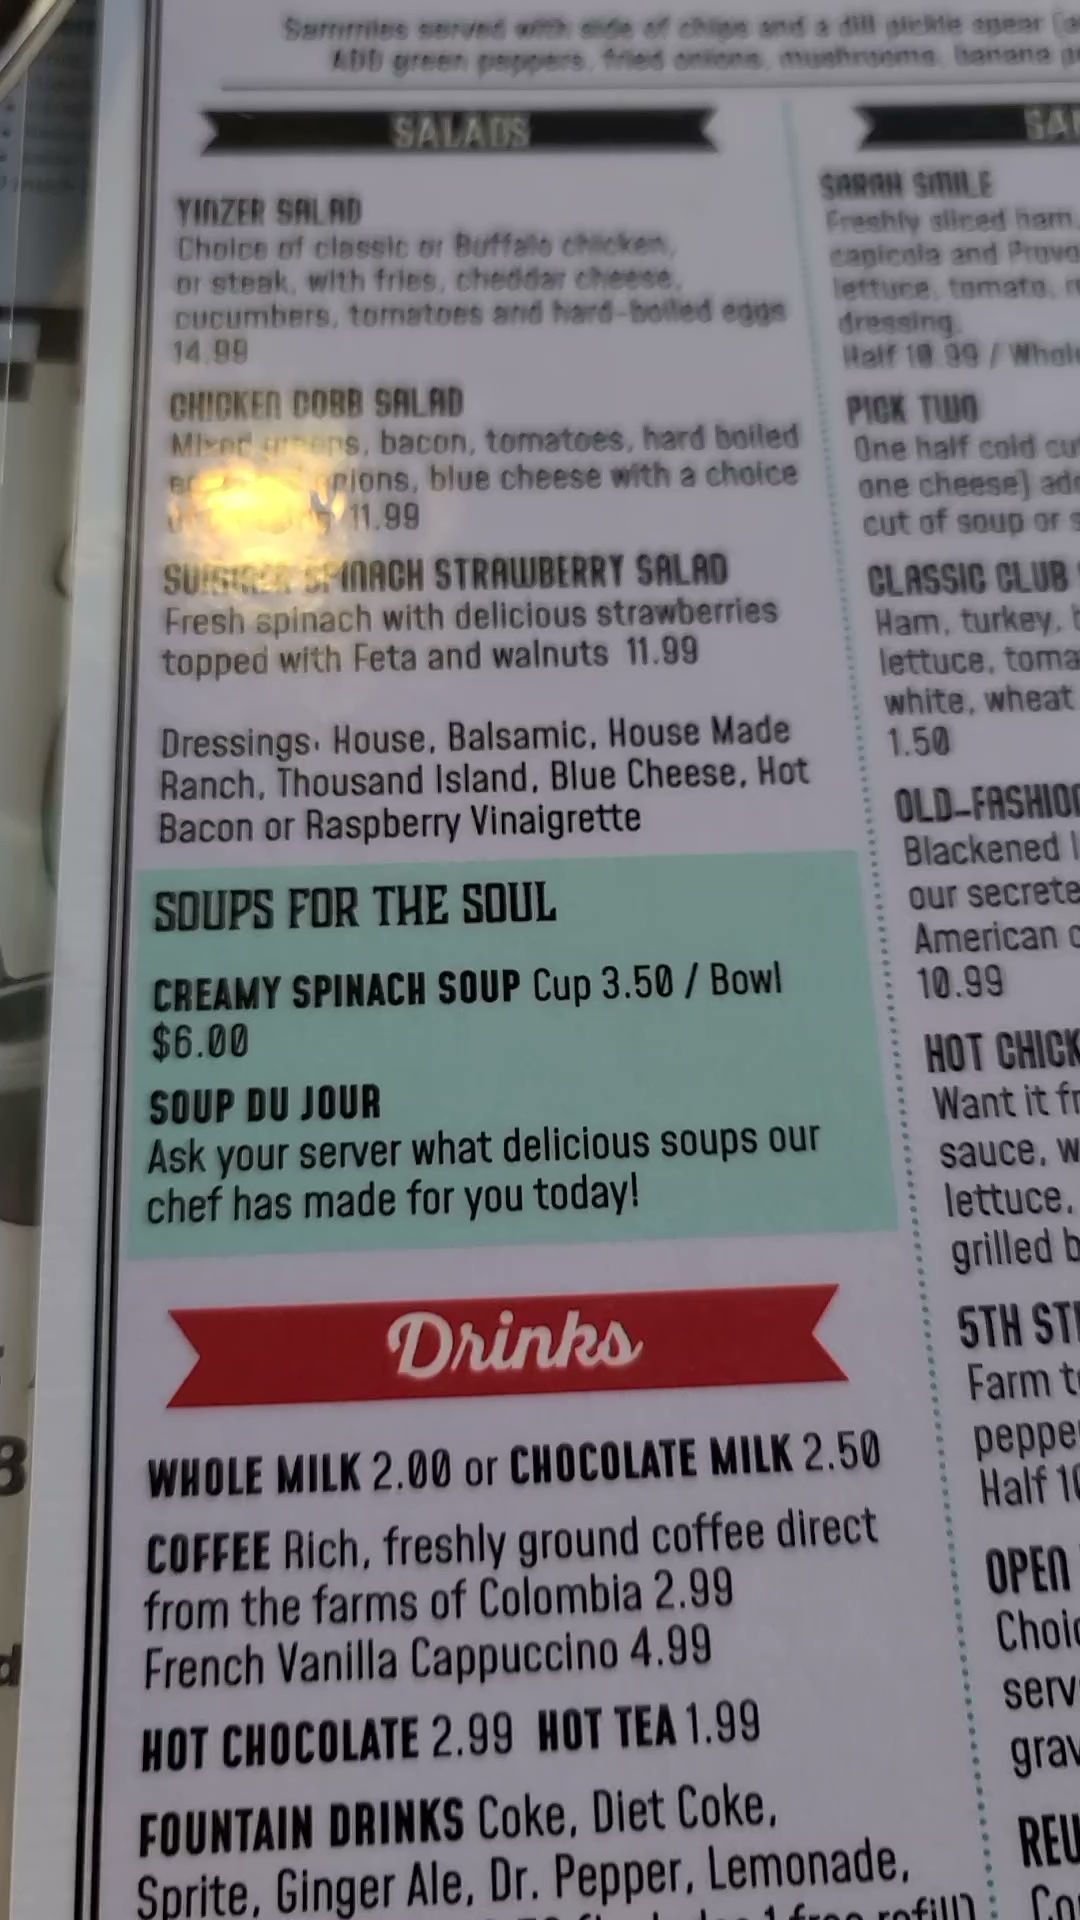 Sammies served with side of chips and a dill pickle spear
ADD green peppers, fried onions, mushrooms, banana
SALADS
YINZER SALAD
Choice of classic or Buffalo chicken,
or steak, with fries, cheddar cheese,
cucumbers, tomatoes and hard-boiled eggs
14.99
CHICKEN COBB SALAD
Mixed greens, bacon, tomatoes, hard boiled
onions, blue cheese with a choice
11.99
SPINACH STRAWBERRY SALAD
Fresh spinach with delicious strawberries
topped with Feta and walnuts 11.99
Dressings: House, Balsamic, House Made
Ranch, Thousand Island, Blue Cheese, Hot
Bacon or Raspberry Vinaigrette
SOUPS FOR THE SOUL
CREAMY SPINACH SOUP Cup 3.50 / Bowl
$6.00
SOUP DU JOUR
Ask your server what delicious soups our
chef has made for you today!
Drinks
WHOLE MILK 2.00 or CHOCOLATE MILK 2.50
COFFEE Rich, freshly ground coffee direct
from the farms of Colombia 2.99
French Vanilla Cappuccino 4.99
HOT CHOCOLATE 2.99 HOT TEA 1.99
FOUNTAIN DRINKS Coke, Diet Coke,
Sprite, Ginger Ale, Dr. Pepper, Lemonade,
1 free refill)
SARAH SMILE
Freshly sliced ham,
capicola and
lettuce, tomato,
dressing.
Half 10.99 /
PICK TWO
One half cold
one cheese)
cut of soup or
CLASSIC CLUB
Ham, turkey,
lettuce,
white, wheat
1.50
Blackened
our
American
10.99
HOT
Want it
sauce,
lettuce,
grilled
5TH
Farm
Half
OPEN